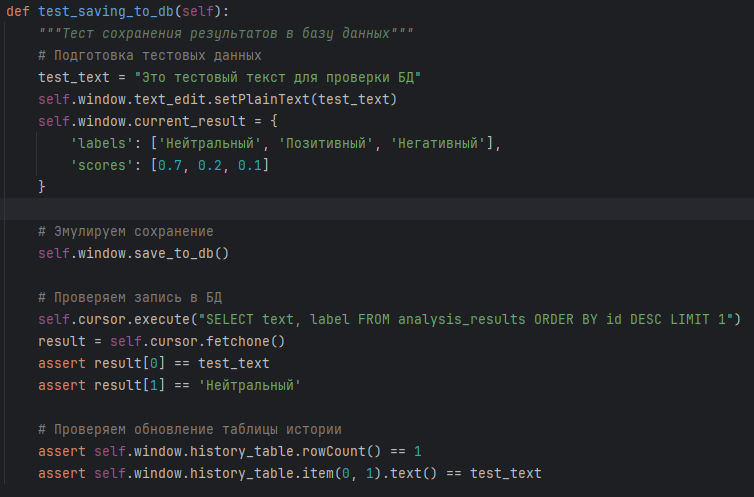 def test_saving_to_db(self):
    """Тест сохранения результатов в базу данных"""
    # Подготовка тестовых данных
    test_text = "Это тестовый текст для проверки БД"
    self.window.text_edit.setPlainText(test_text)
    self.window.current_result = {
        'labels': ['Нейтральный', 'Позитивный', 'Негативный'],
        'scores': [0.7, 0.2, 0.1]
    }

    # Эмулируем сохранение
    self.window.save_to_db()

    # Проверяем запись в БД
    self.cursor.execute("SELECT text, label FROM analysis_results ORDER BY id DESC LIMIT 1")
    result = self.cursor.fetchone()
    assert result[0] == test_text
    assert result[1] == 'Нейтральный'

    # Проверяем обновление таблицы истории
    assert self.window.history_table.rowCount() == 1
    assert self.window.history_table.item(0, 1).text() == test_text